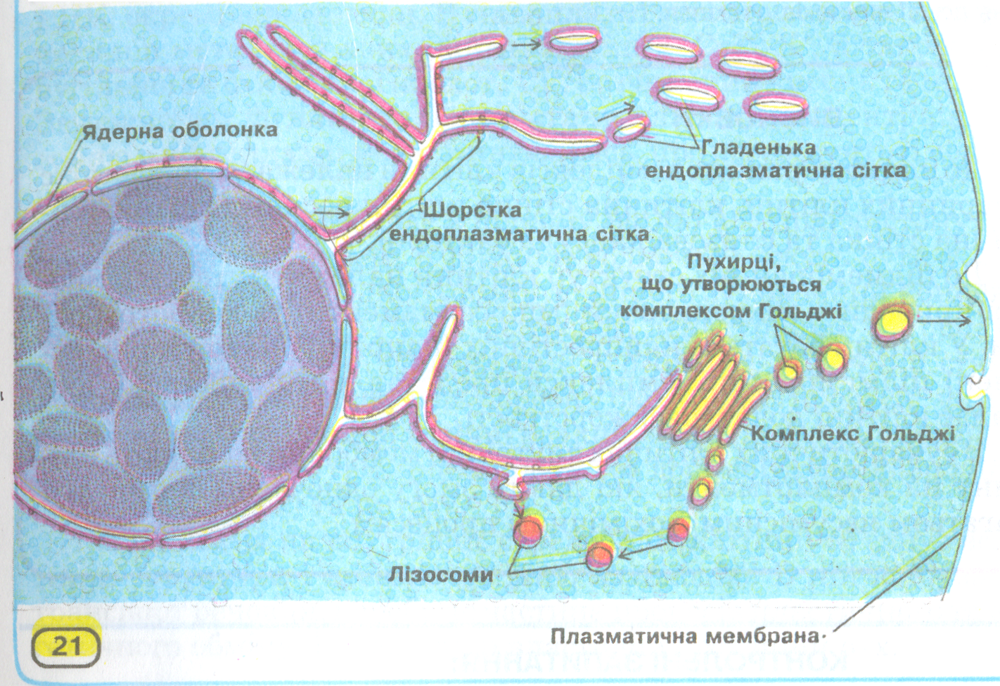 Ядерна оболонка
Гладенька
ендоплазматична сітка
Шорстка
ендоплазматична сітка
Пухирці,
що утворюються
комплексом Гольджі
Комплекс Гольджі
Лізосоми
Плазматична мембрана
21